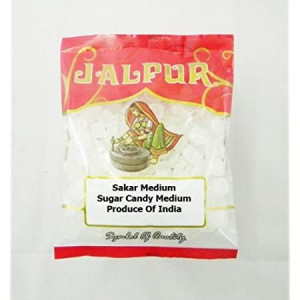 JALPUR
Sakar Medium
Sugar Candy Medium
Produce Of India
Symbol Of Quality